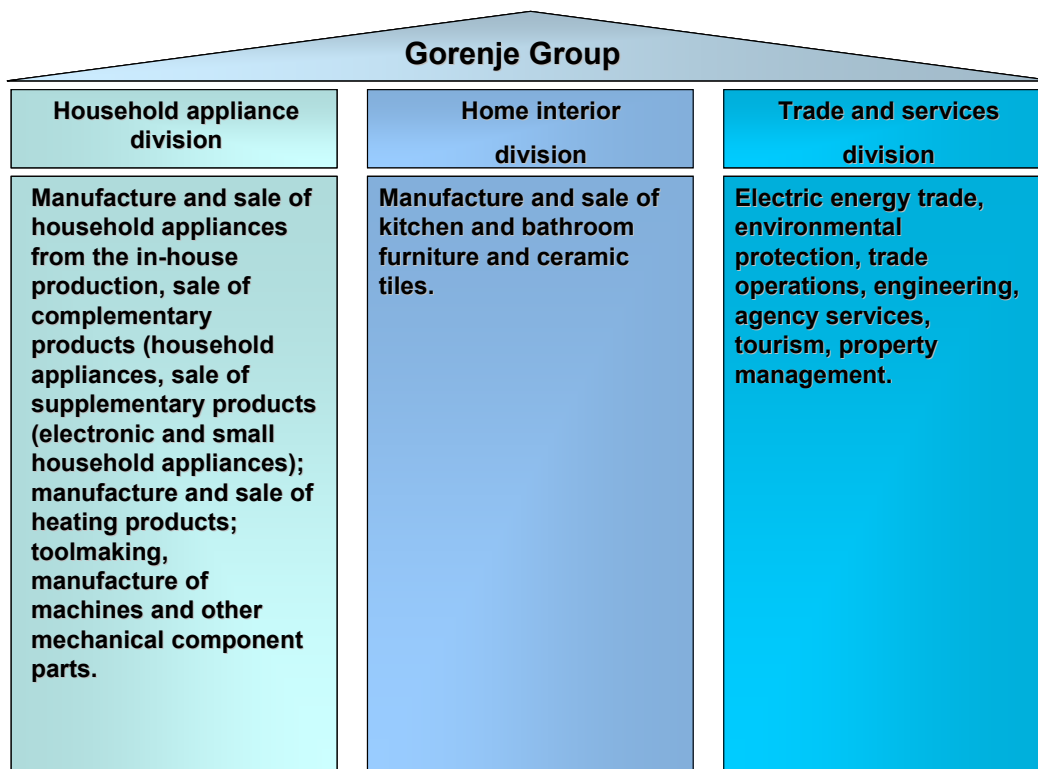 Gorenje Group
Household appliance
division
Manufacture and sale of
household appliances
from the in-house
production, sale of
complementary
products (household
appliances, sale of
supplementary products
(electronic and small
household appliances);
manufacture and sale of
heating products;
toolmaking,
manufacture of
machines and other
mechanical component
parts.
Home interior
division
Manufacture and sale of
kitchen and bathroom
furniture and ceramic
tiles.
Trade and services
division
Electric energy trade,
environmental
protection, trade
operations, engineering,
agency services,
tourism, property
management.